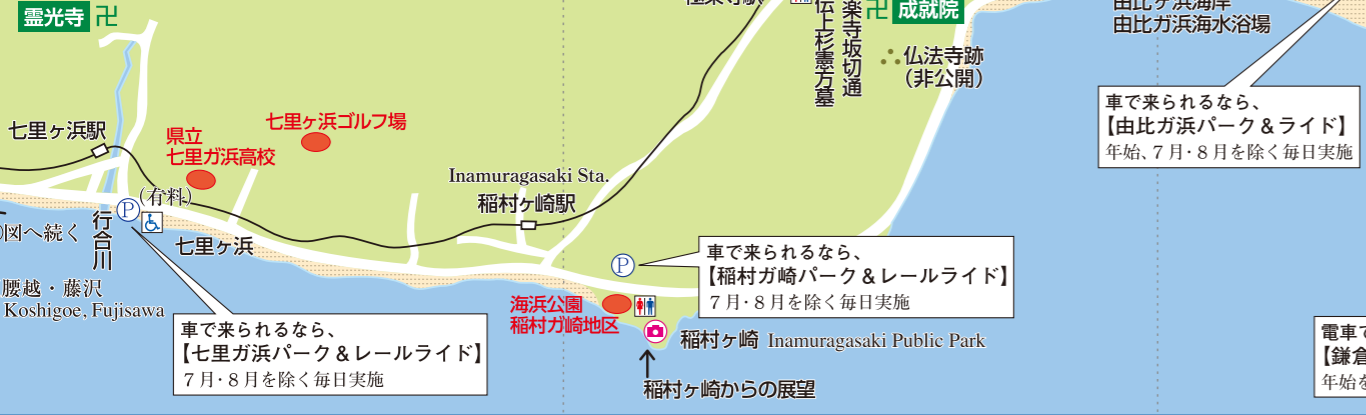 霊光寺
成就院
楽寺坂切通
伝上杉憲方墓
仏法寺跡
（非公開）
由比ガ浜海水浴場
車で来られるなら、
【由比ガ浜パーク＆ライド】
年始、7月・8月を除く毎日実施
七里ヶ浜駅
県立
七里ガ浜高校
七里ヶ浜ゴルフ場
Inamuragasaki Sta.
稲村ヶ崎駅
P
（有料）
行合川
七里ヶ浜
図へ続く
腰越・藤沢
Koshigoe, Fujisawa
車で来られるなら、
【七里ガ浜パーク＆レールライド】
7月・8月を除く毎日実施
P
車で来られるなら、
【稲村ガ崎パーク＆レールライド】
7月・8月を除く毎日実施
海浜公園
稲村ガ崎地区
稲村ヶ崎 Inamuragasaki Public Park
稲村ヶ崎からの展望
電車で
【鎌倉
年始を